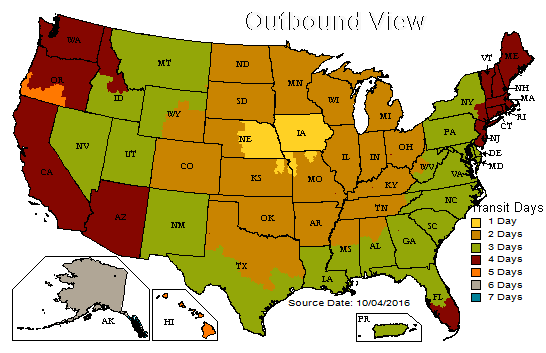 Outbound View
WA
MT
ND
MN
VT
ME
OR
ID
SD
WI
MI
NY
NH
MA
WY
NE
IA
PA
RI
CT
NV
UT
CO
IL
IN
OH
NJ
DE
MD
CA
KS
MO
WV
VA
KY
NC
AZ
NM
OK
AR
TN
SC
TX
LA
MS
AL
GA
FL
AK
HI
PR
Transit Days
1 Day
2 Days
3 Days
4 Days
5 Days
6 Days
7 Days
Source Date: 10/04/2016